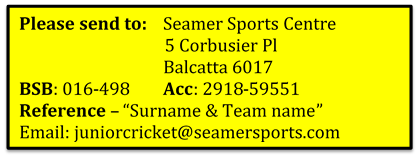 Please send to: Seamer Sports Centre
5 Corbusier Pl
Balcatta 6017
BSB: 016-498 Acc: 2918-59551
Reference – “Surname & Team name”
Email: juniorcricket@seamersports.com